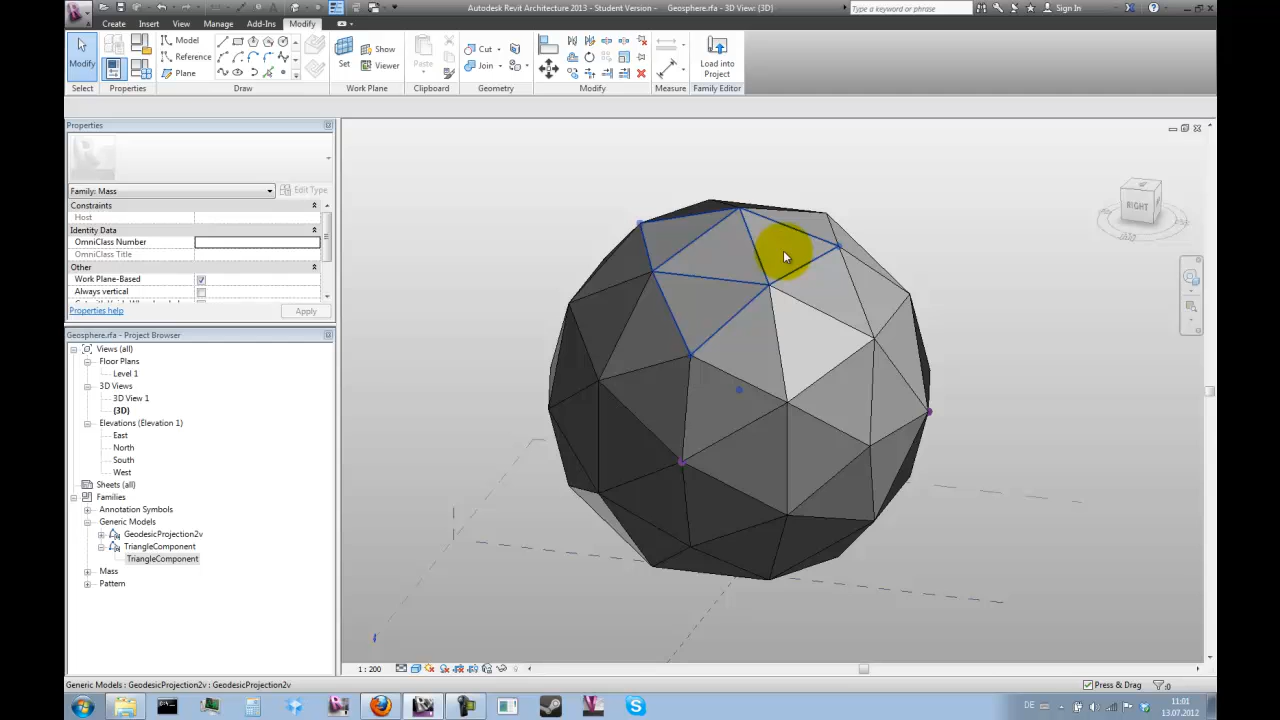 Autodesk Revit Architecture 2013 - Student Version - Geosphere.rfa - 3D View: {3D}
Type a keyword or phrase
Sign In
Create Insert View Manage Add-Ins Modify
Modify
Model
Reference
Plane
Set
Show
Viewer
Paste
Cut
Join
Load into
Project
Select Properties Draw Work Plane Clipboard Geometry Modify Measure Family Editor
Properties
Family: Mass
Edit Type
Constraints
Host
Identity Data
OmniClass Number
OmniClass Title
Other
Work Plane-Based
Always vertical
Properties help
Apply
Geosphere.rfa - Project Browser
Views (all)
Floor Plans
Level 1
3D Views
3D View 1
{3D}
Elevations (Elevation 1)
East
North
South
West
Sheets (all)
Families
Annotation Symbols
Generic Models
GeodesicProjection2v
TriangleComponent
TriangleComponent
Mass
Pattern
RIGHT
1 : 200
Generic Models : GeodesicProjection2v : GeodesicProjection2v
Press & Drag
:0
DE
11:01
13.07.2012